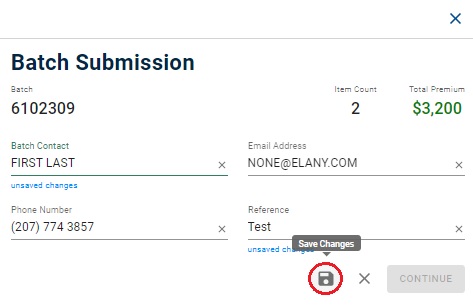 Batch Submission
Batch Item Count Total Premium
6102309 2 $3,200
Batch Contact Email Address
FIRST LAST NONE@ELANY.COM
unsaved changes
Phone Number Reference
(207) 774 3857 Test
Save Changes
unsaved changes
CONTINUE